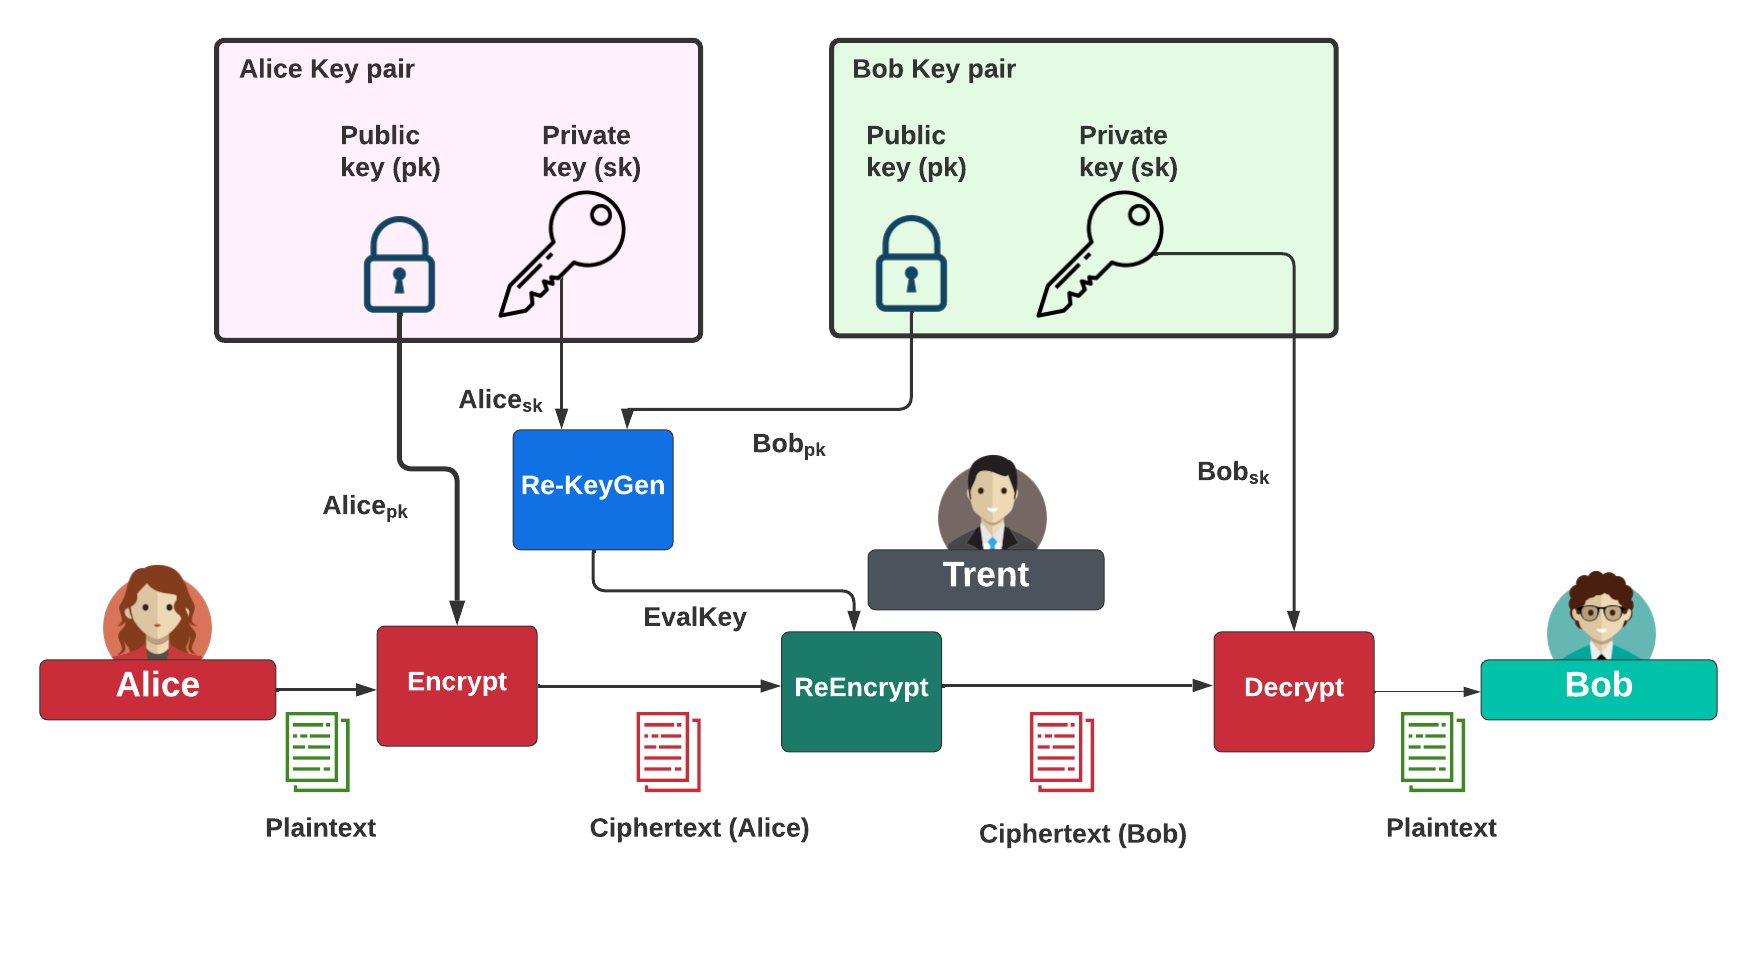 Alice Key pair
Public
key (pk)
Private
key (sk)
Bob Key pair
Public
key (pk)
Private
key (sk)
Alicesk
Bobpk
Bobsk
Re-KeyGen
Alicepk
Trent
EvalKey
Alice
Encrypt
ReEncrypt
Decrypt
Bob
Plaintext
Ciphertext (Alice)
Ciphertext (Bob)
Plaintext